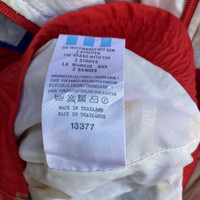 DIE WELTMARKE MIT DEN
3 STREIFEN
THE BRAND WITH THE
3 STRIPES
LA MARQUE AUX
3 BANDES
MADE IN THAILAND
FAIT EN THAILANDE
13377